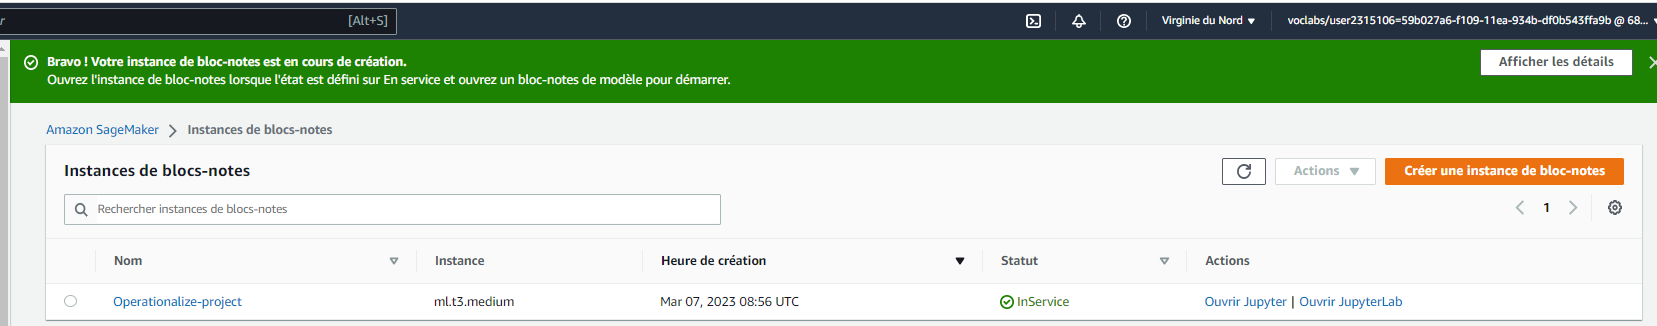 r [Alt+S] Virginie du Nord voclabs/user2315106=59b027a6-f109-11ea-934b-df0b543ffa9b @ 68...
Bravo ! Votre instance de bloc-notes est en cours de création.
Ouvrez l'instance de bloc-notes lorsque l'état est défini sur En service et ouvrez un bloc-notes de modèle pour démarrer.
Afficher les détails
Amazon SageMaker > Instances de blocs-notes
Instances de blocs-notes
Actions
Créer une instance de bloc-notes
Rechercher instances de blocs-notes
1
Nom Instance Heure de création Statut Actions
Operationalize-project ml.t3.medium Mar 07, 2023 08:56 UTC InService Ouvrir Jupyter | Ouvrir JupyterLab